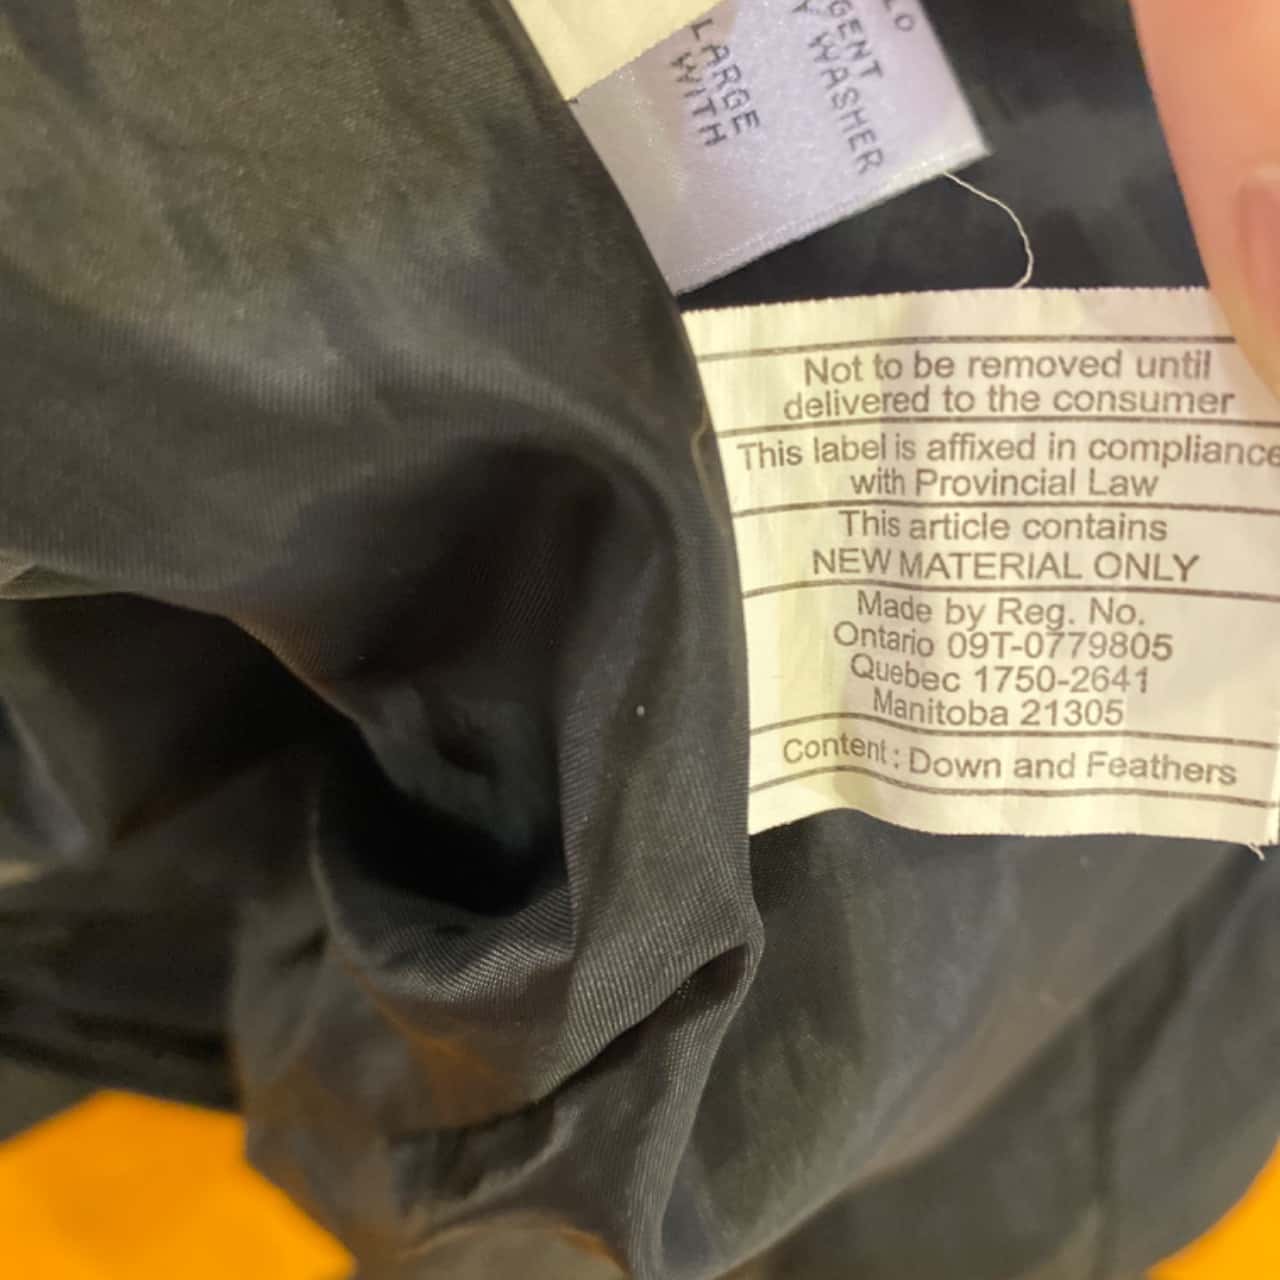 LO
GENT
Y WASHER
LARGE
WITH
Not to be removed until
delivered to the consumer
This label is affixed in compliance
with Provincial Law
This article contains
NEW MATERIAL ONLY
Made by Reg. No.
Ontario 09T-0779805
Quebec 1750-2641
Manitoba 21305
Content: Down and Feathers